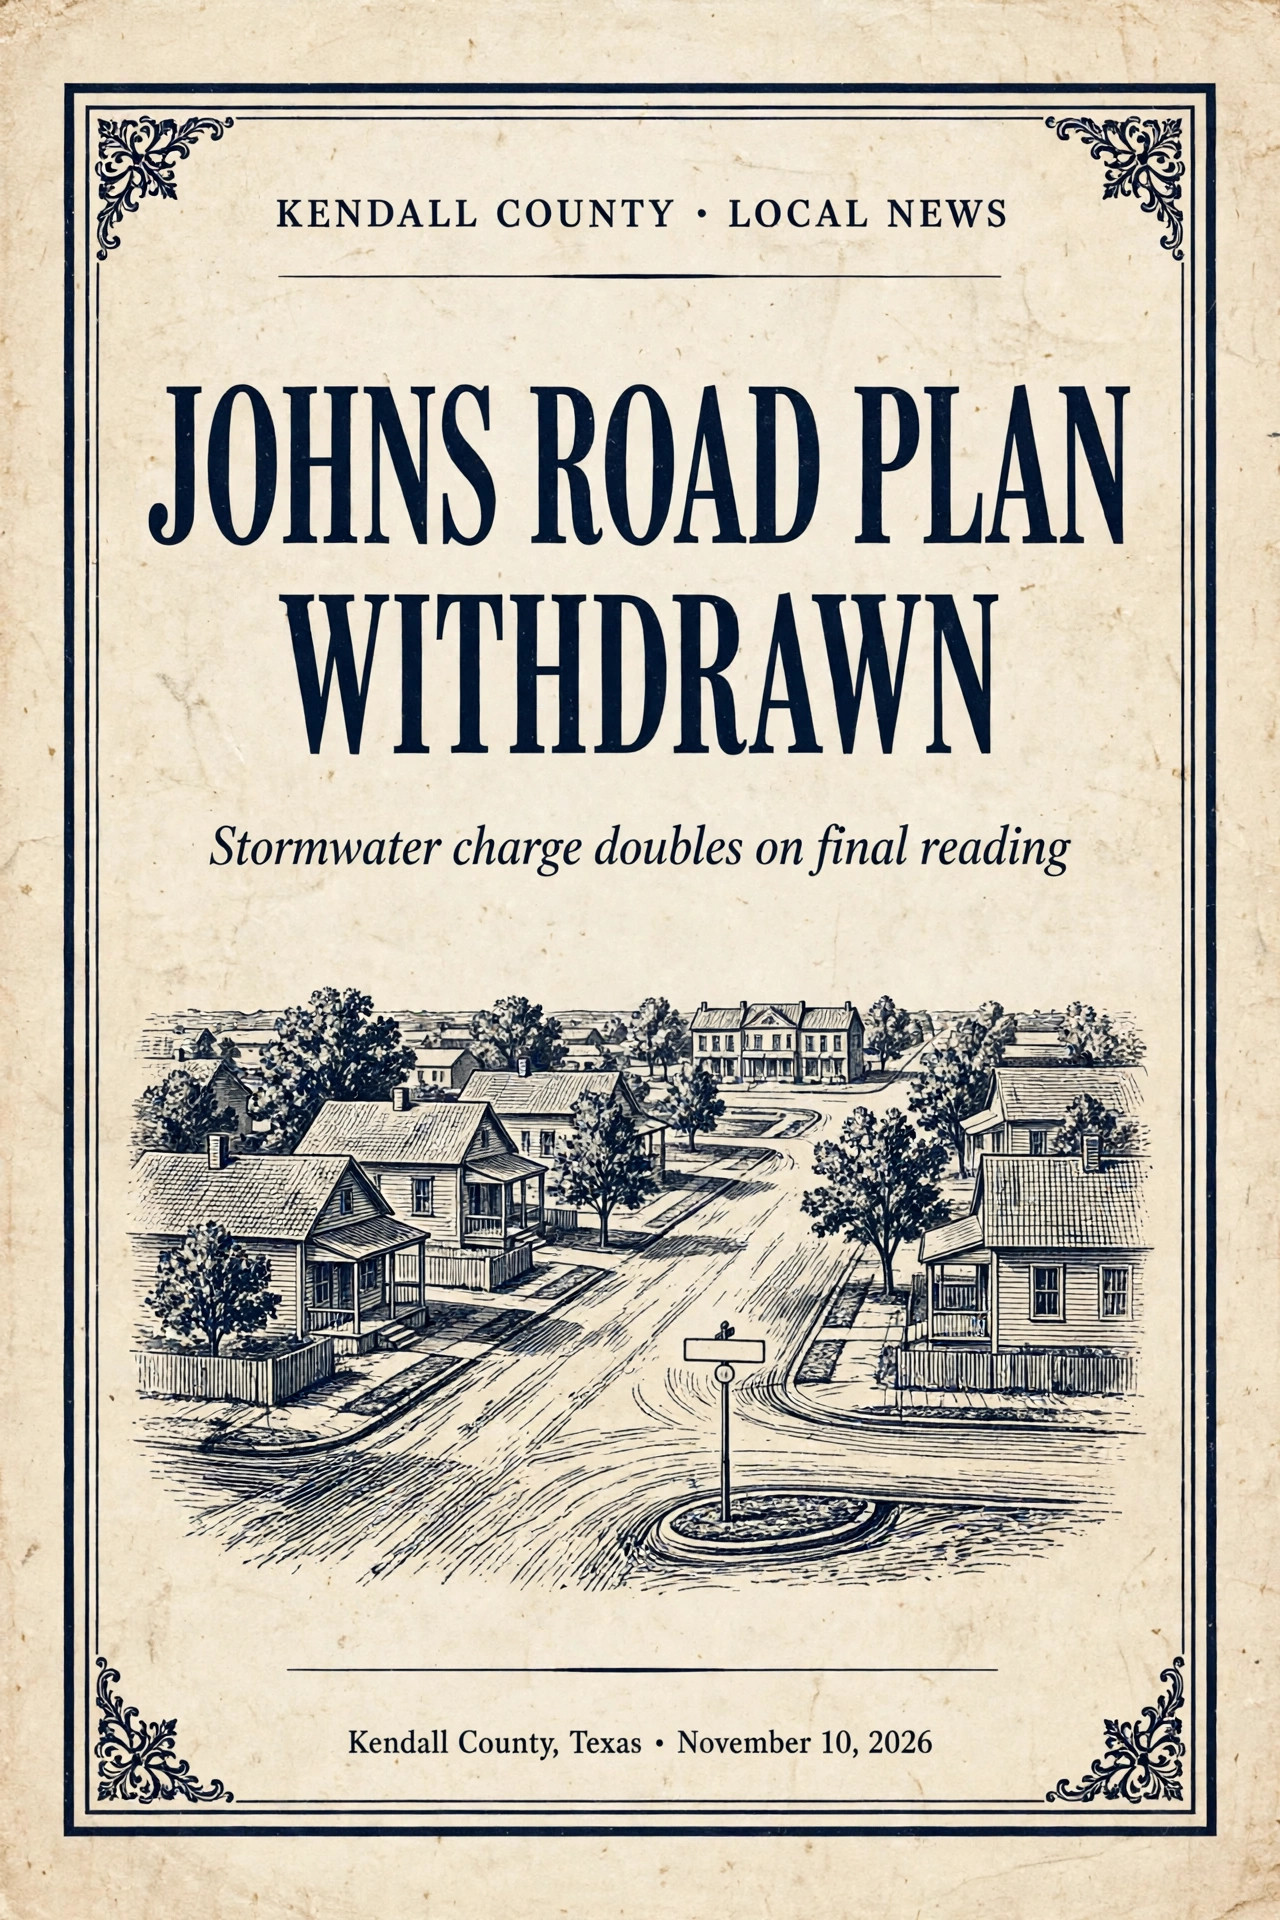 KENDALL COUNTY • LOCAL NEWS
JOHNS ROAD PLAN
WITHDRAWN
Stormwater charge doubles on final reading
Kendall County, Texas • November 10, 2026